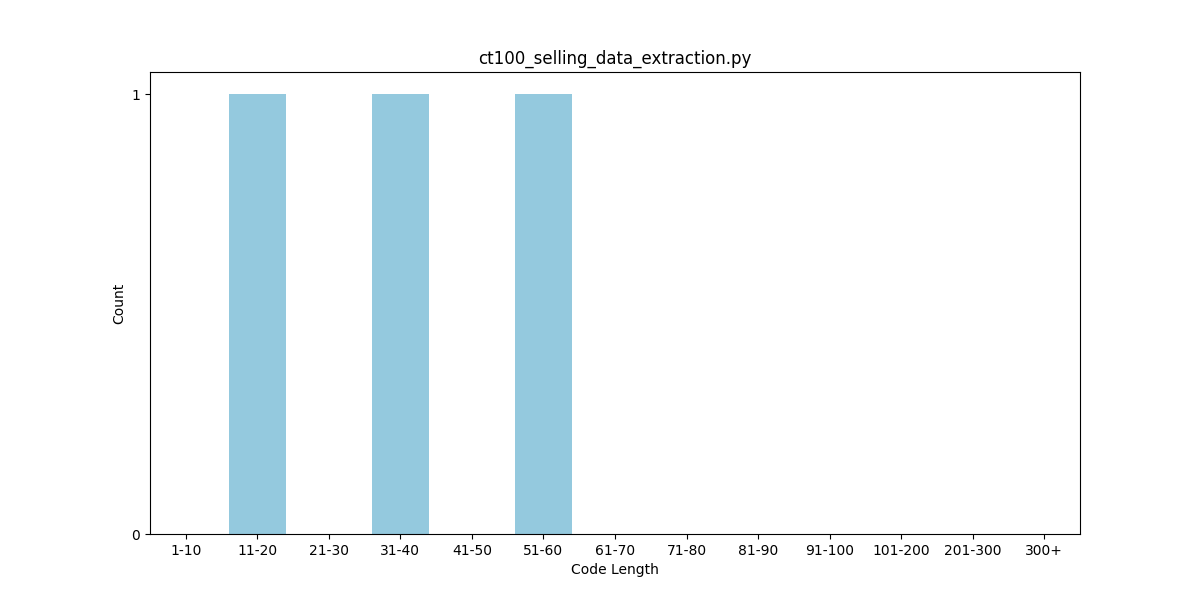 ct100_selling_data_extraction.py
1
Count
0
1-10 11-20 21-30 31-40 41-50 51-60 61-70 71-80 81-90 91-100 101-200 201-300 300+
Code Length